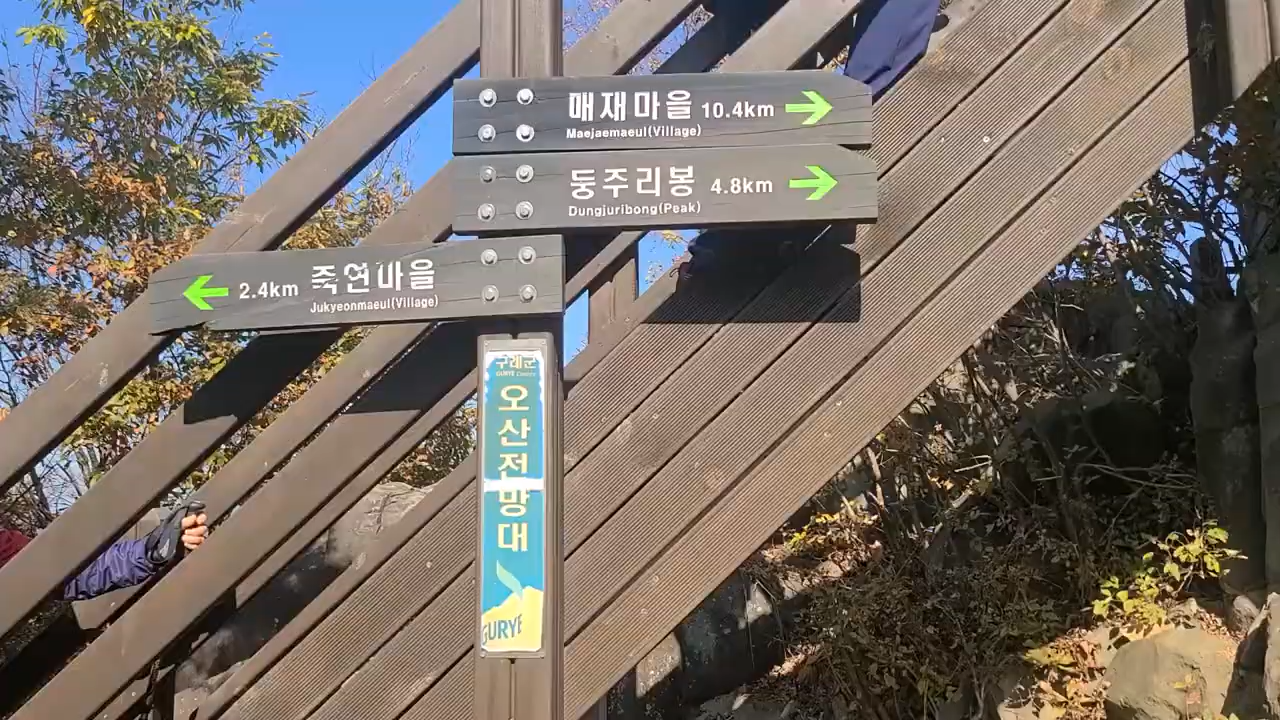 매재마을 10.4km
Maejaemaeul(Village)
둥주리봉 4.8km
Dungjuribong(Peak)
2.4km 죽연마을
Jukyeonmaeul(Village)
구례군
GURYE County
오산전망대
GURYE